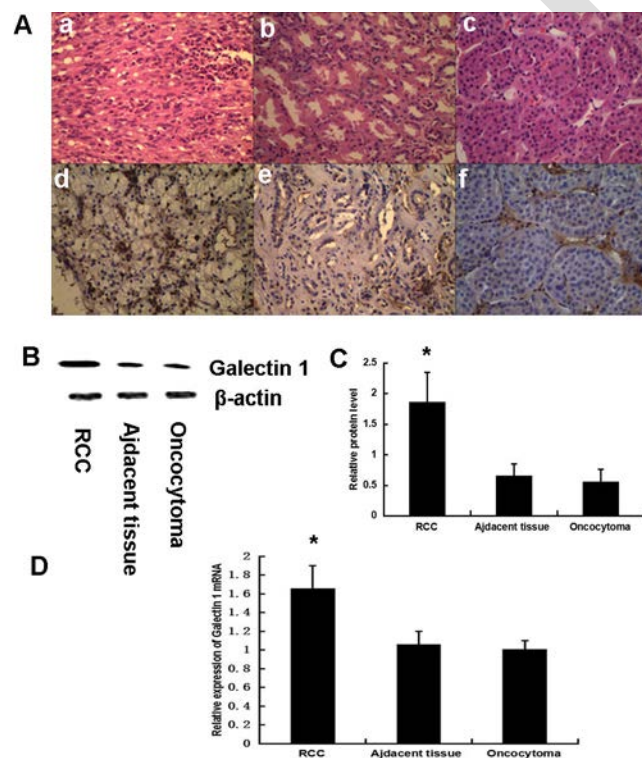 A
a
b
c
d
e
f
B
Galectin 1
β-actin
RCC
Ajdacent tissue
Oncocytoma
C
Relative protein level
2.5
2
1.5
1
0.5
0
*
RCC
Ajdacent tissue
Oncocytoma
D
Relative expression of Galectin 1 mRNA
2
1.8
1.6
1.4
1.2
1
0.8
0.6
0.4
0.2
0
*
RCC
Ajdacent tissue
Oncocytoma